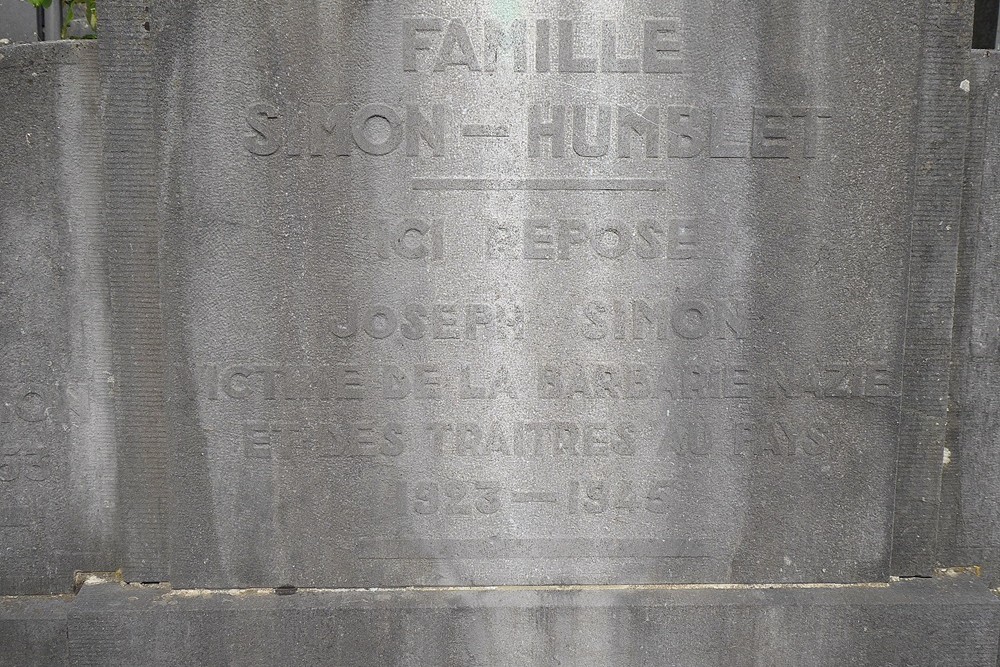 FAMILLE
SIMON – HUMBLET
ICI REPOSE
JOSEPH SIMON
VICTIME DE LA BARBARIE NAZIE
ET DES TRAITRES AU PAYS
1923 – 1945